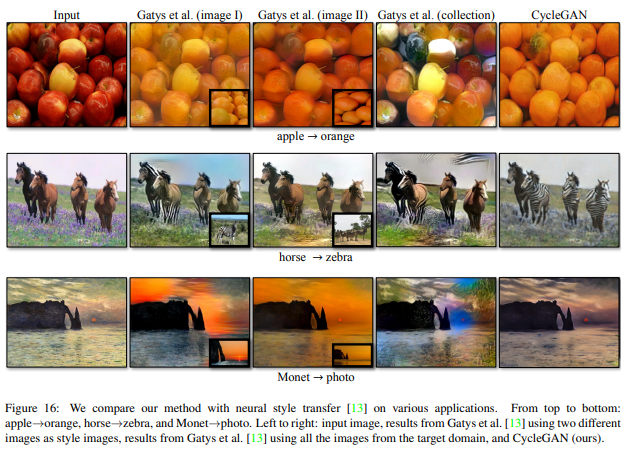 Input Gatys et al. (image I) Gatys et al. (image II) Gatys et al. (collection) CycleGAN
apple → orange
horse → zebra
Monet → photo
Figure 16: We compare our method with neural style transfer [13] on various applications. From top to bottom:
apple→orange, horse→zebra, and Monet→photo. Left to right: input image, results from Gatys et al. [13] using two different
images as style images, results from Gatys et al. [13] using all the images from the target domain, and CycleGAN (ours).